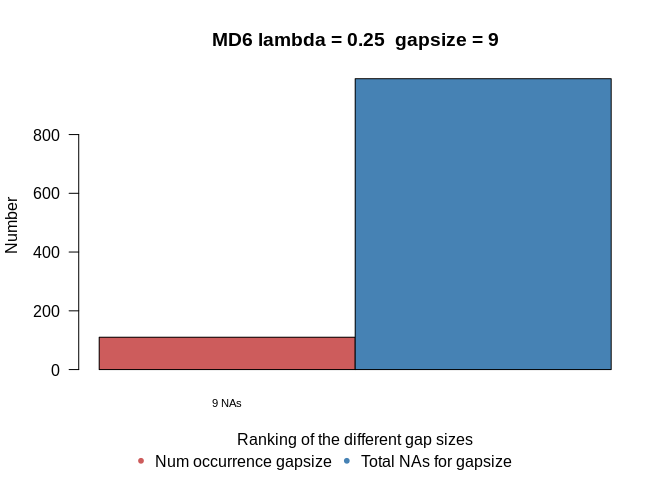 MD6 lambda = 0.25  gapsize = 9
Number
800
600
400
200
0
9 NAs
Ranking of the different gap sizes
Num occurrence gapsize
Total NAs for gapsize